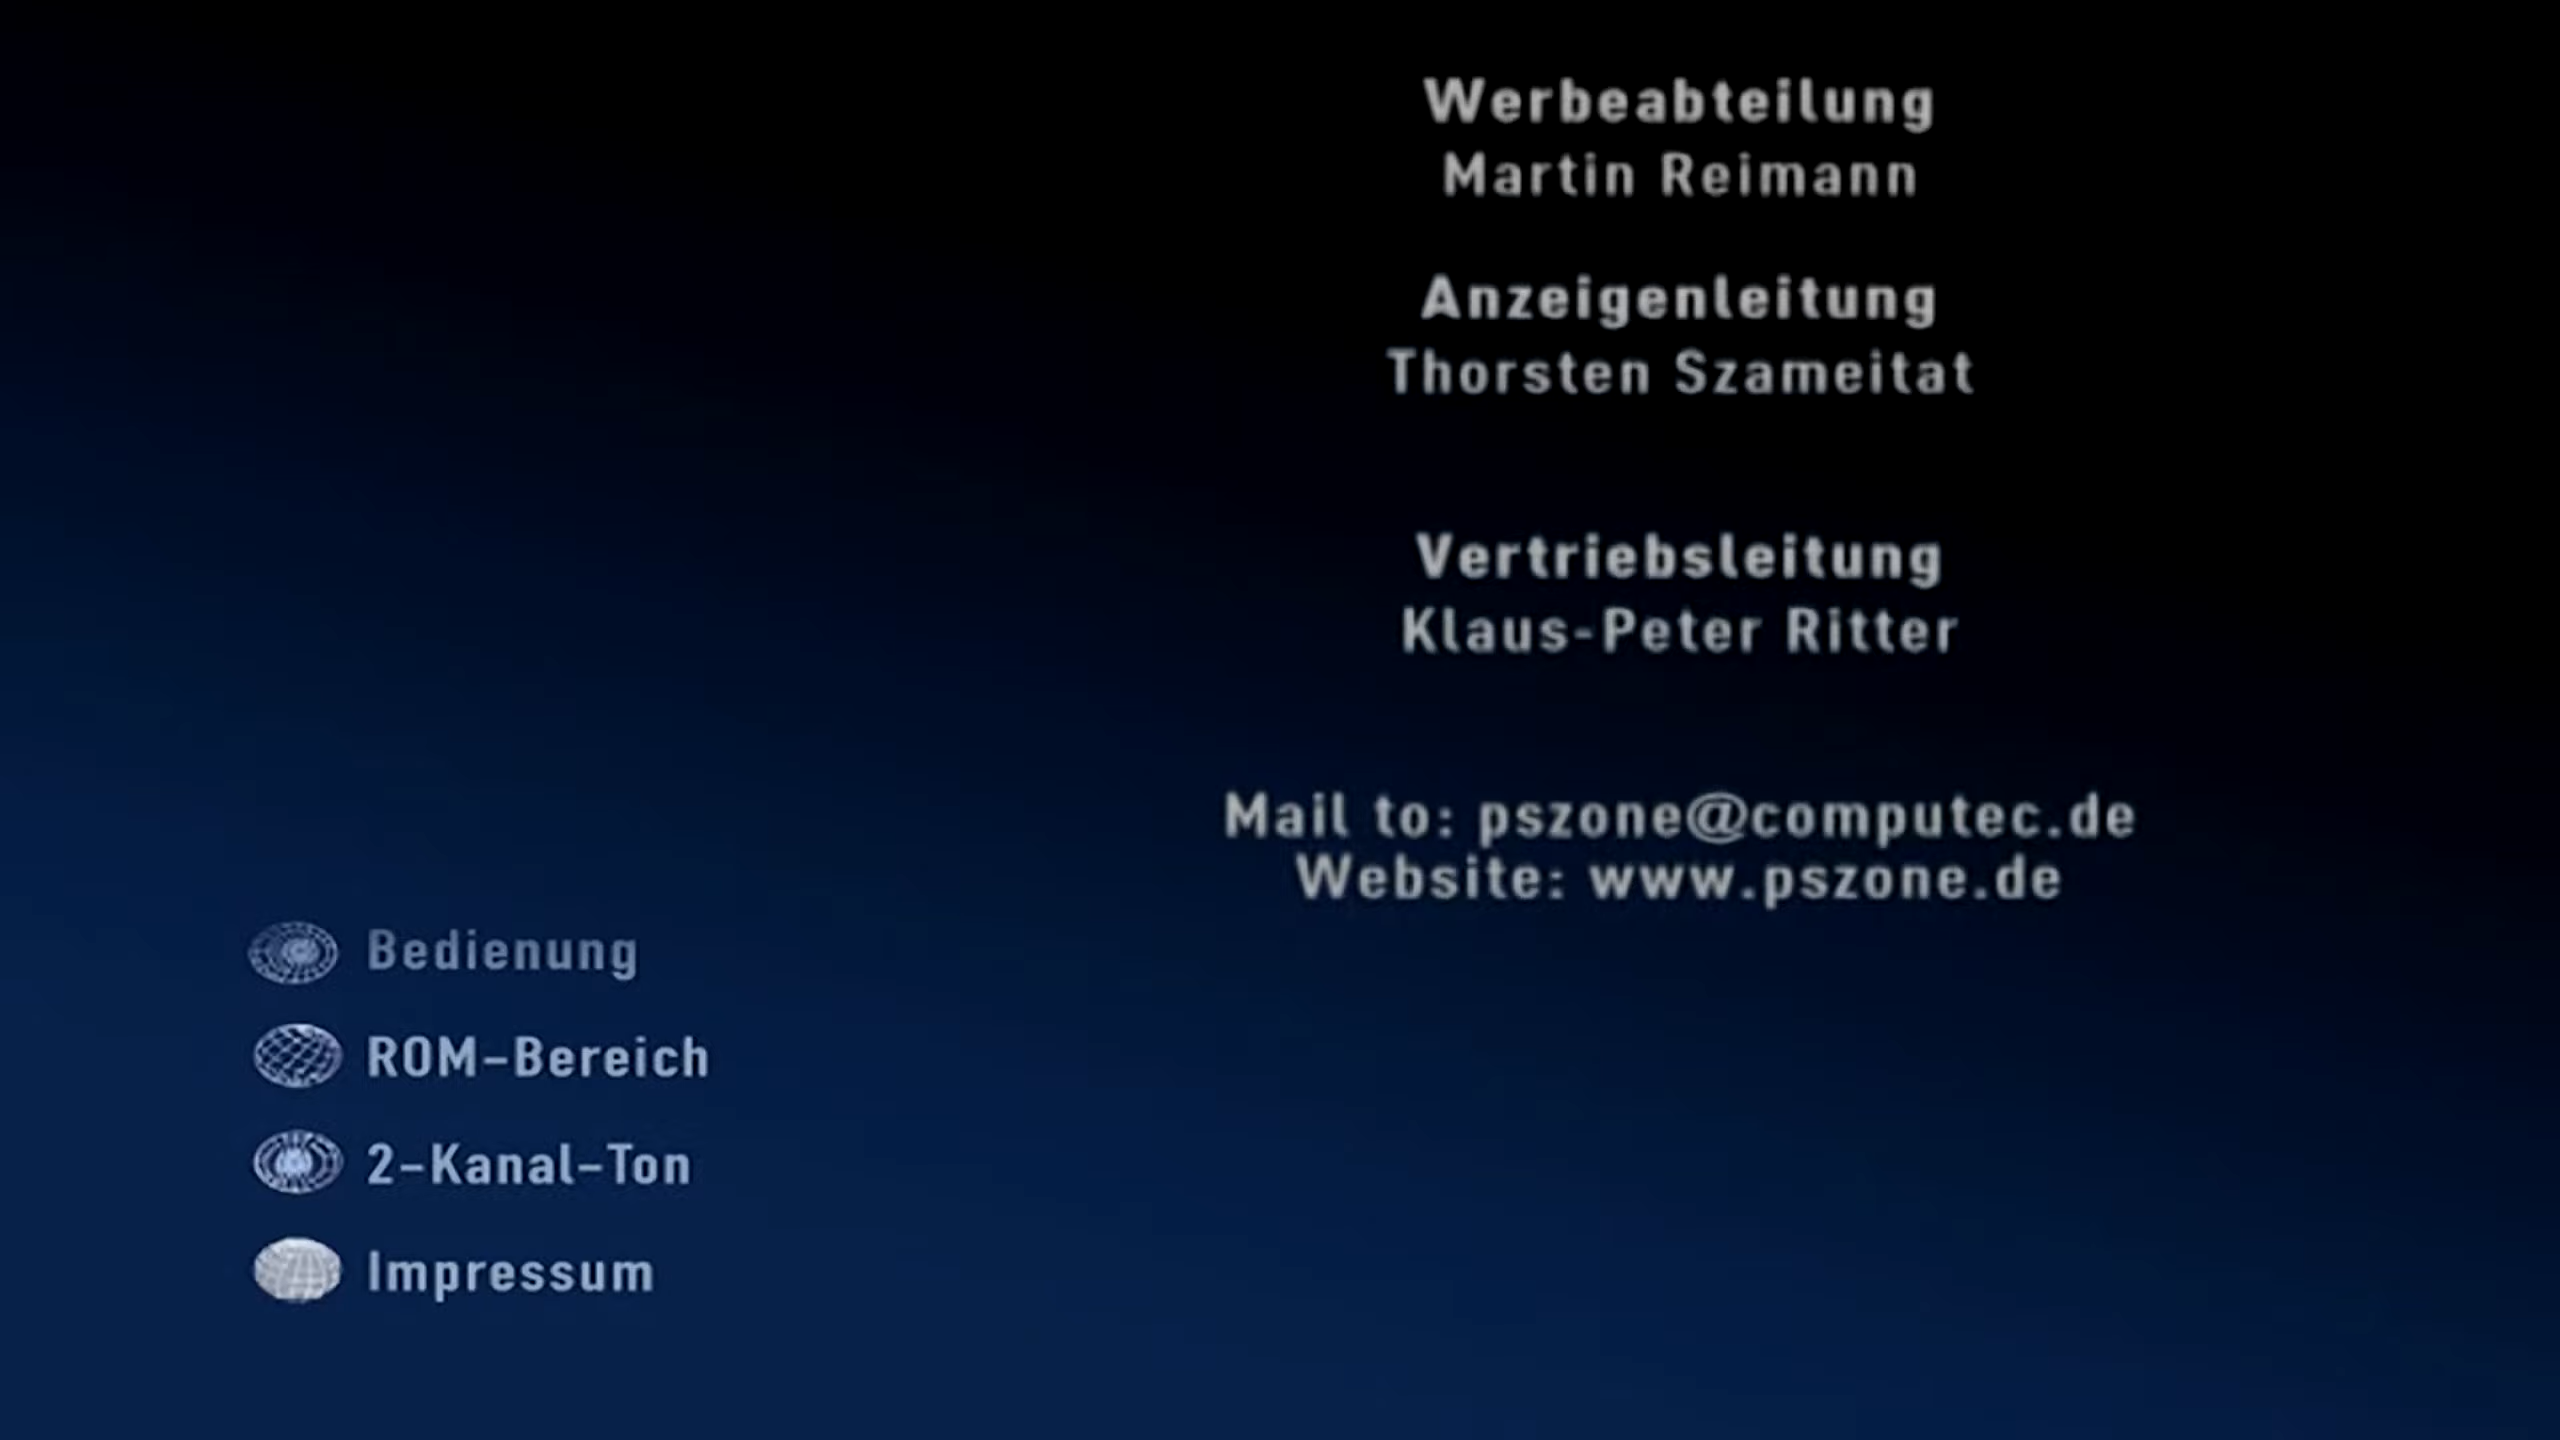 Werbeabteilung
Martin Reimann
Anzeigenleitung
Thorsten Szameitat
Vertriebsleitung
Klaus-Peter Ritter
Mail to: pszone@computec.de
Website: www.pszone.de
Bedienung
ROM-Bereich
2-Kanal-Ton
Impressum